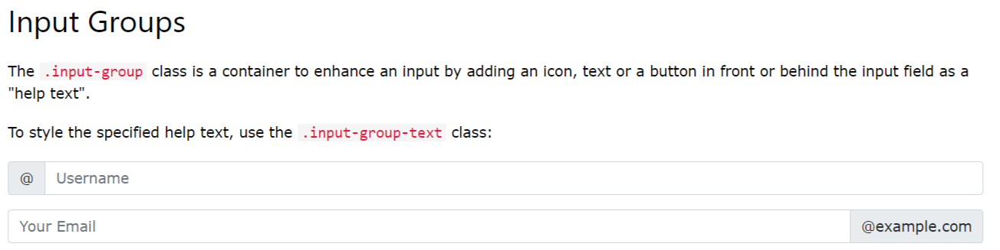 Input Groups
The .input-group class is a container to enhance an input by adding an icon, text or a button in front or behind the input field as a
"help text".
To style the specified help text, use the .input-group-text class:
@ Username
Your Email @example.com